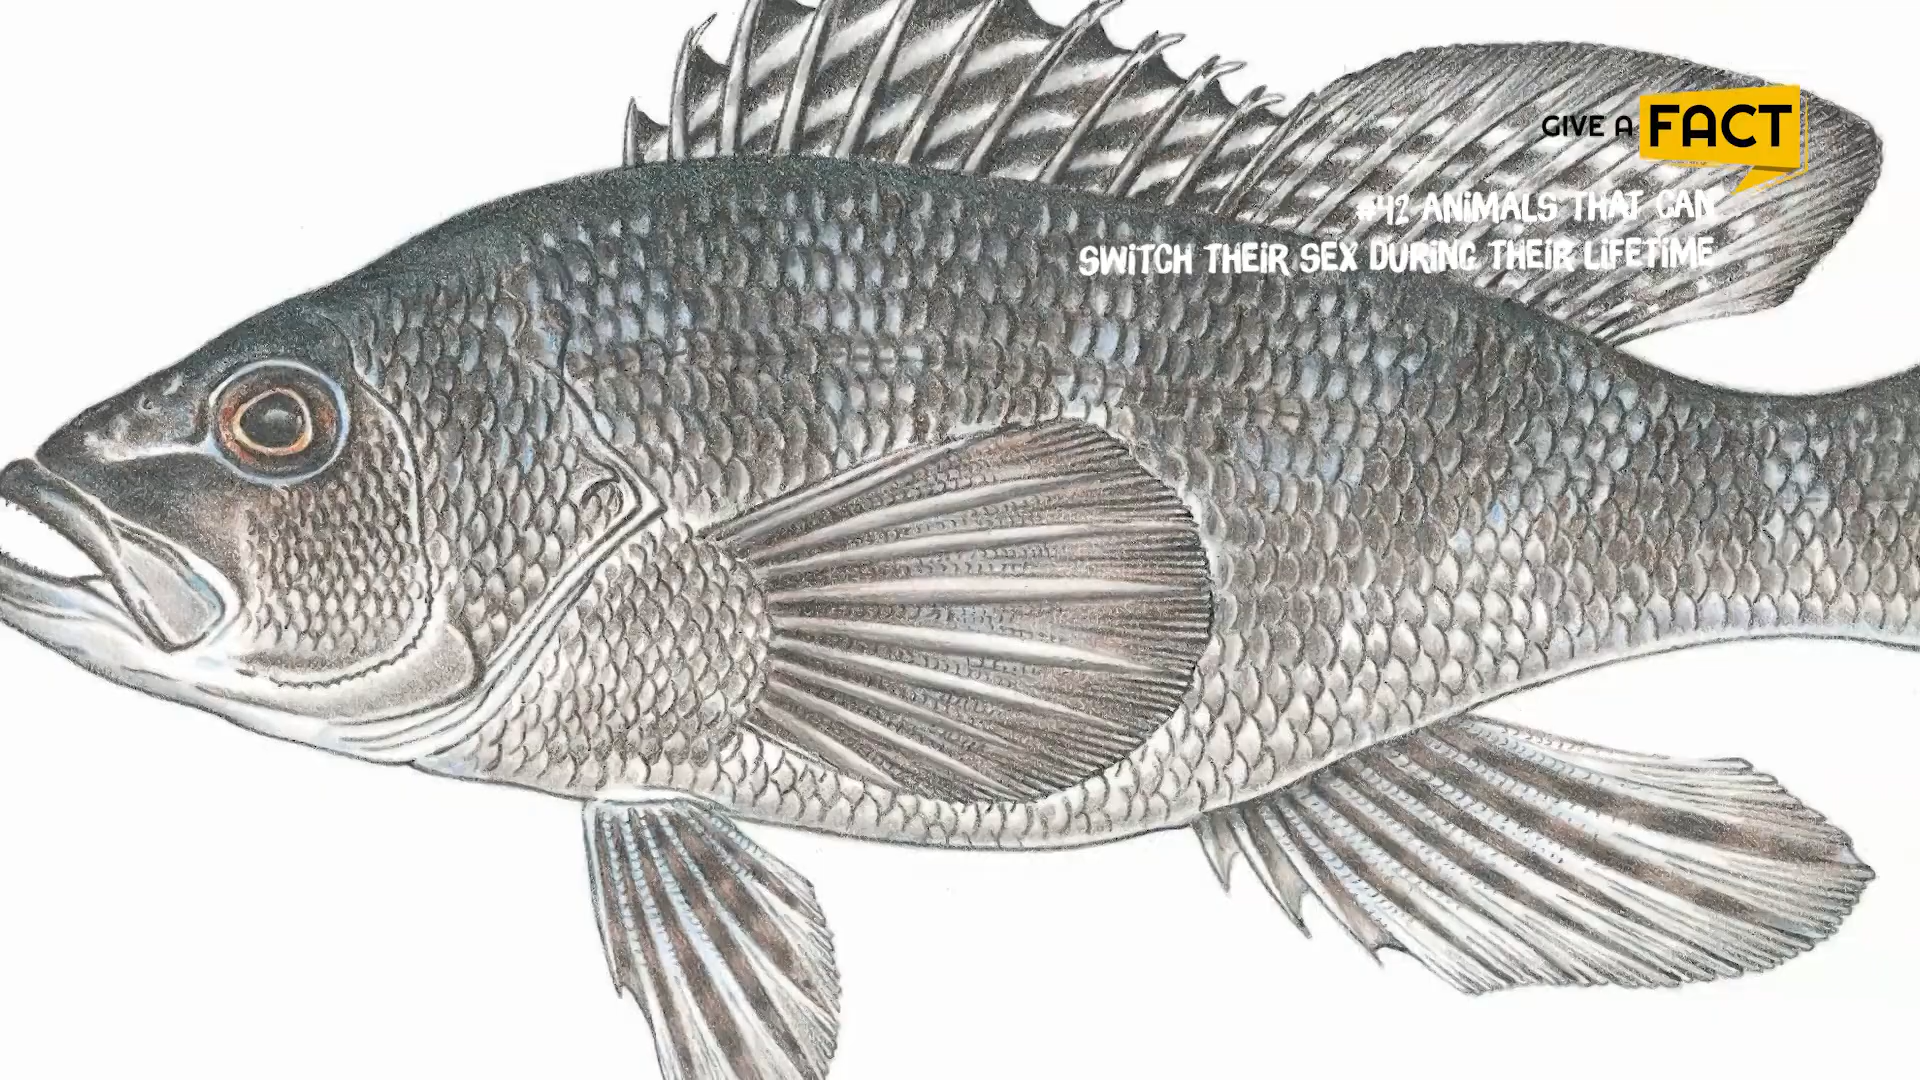 GIVE A FACT
#42 ANiMALS THAT CAN
SWiTCH THEiR SEX DURiNG THEiR LiFETiME